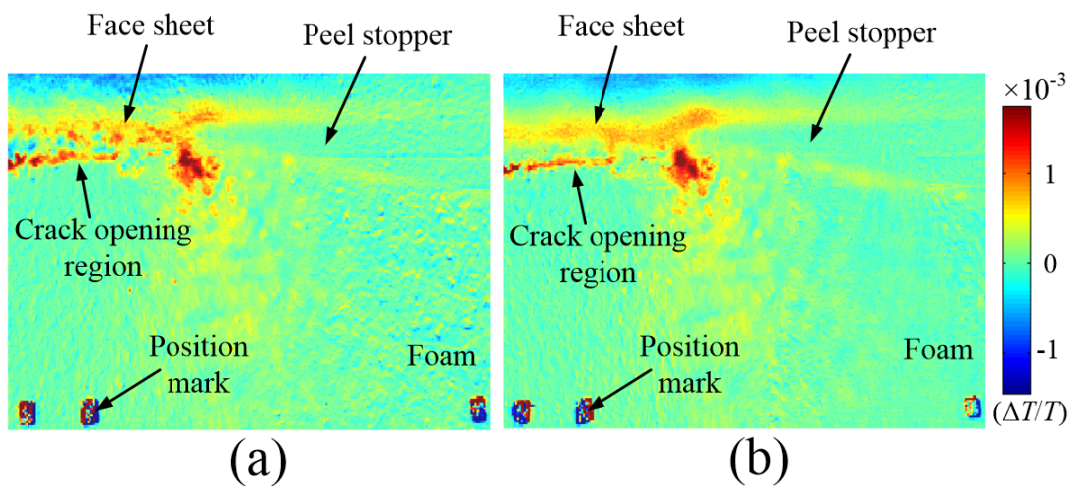 Face sheet
Peel stopper
Crack opening
region
Position
mark
Foam
(a)
Face sheet
Peel stopper
Crack opening
region
Position
mark
Foam
(b)
×10⁻³
1
0
-1
(ΔT/T)